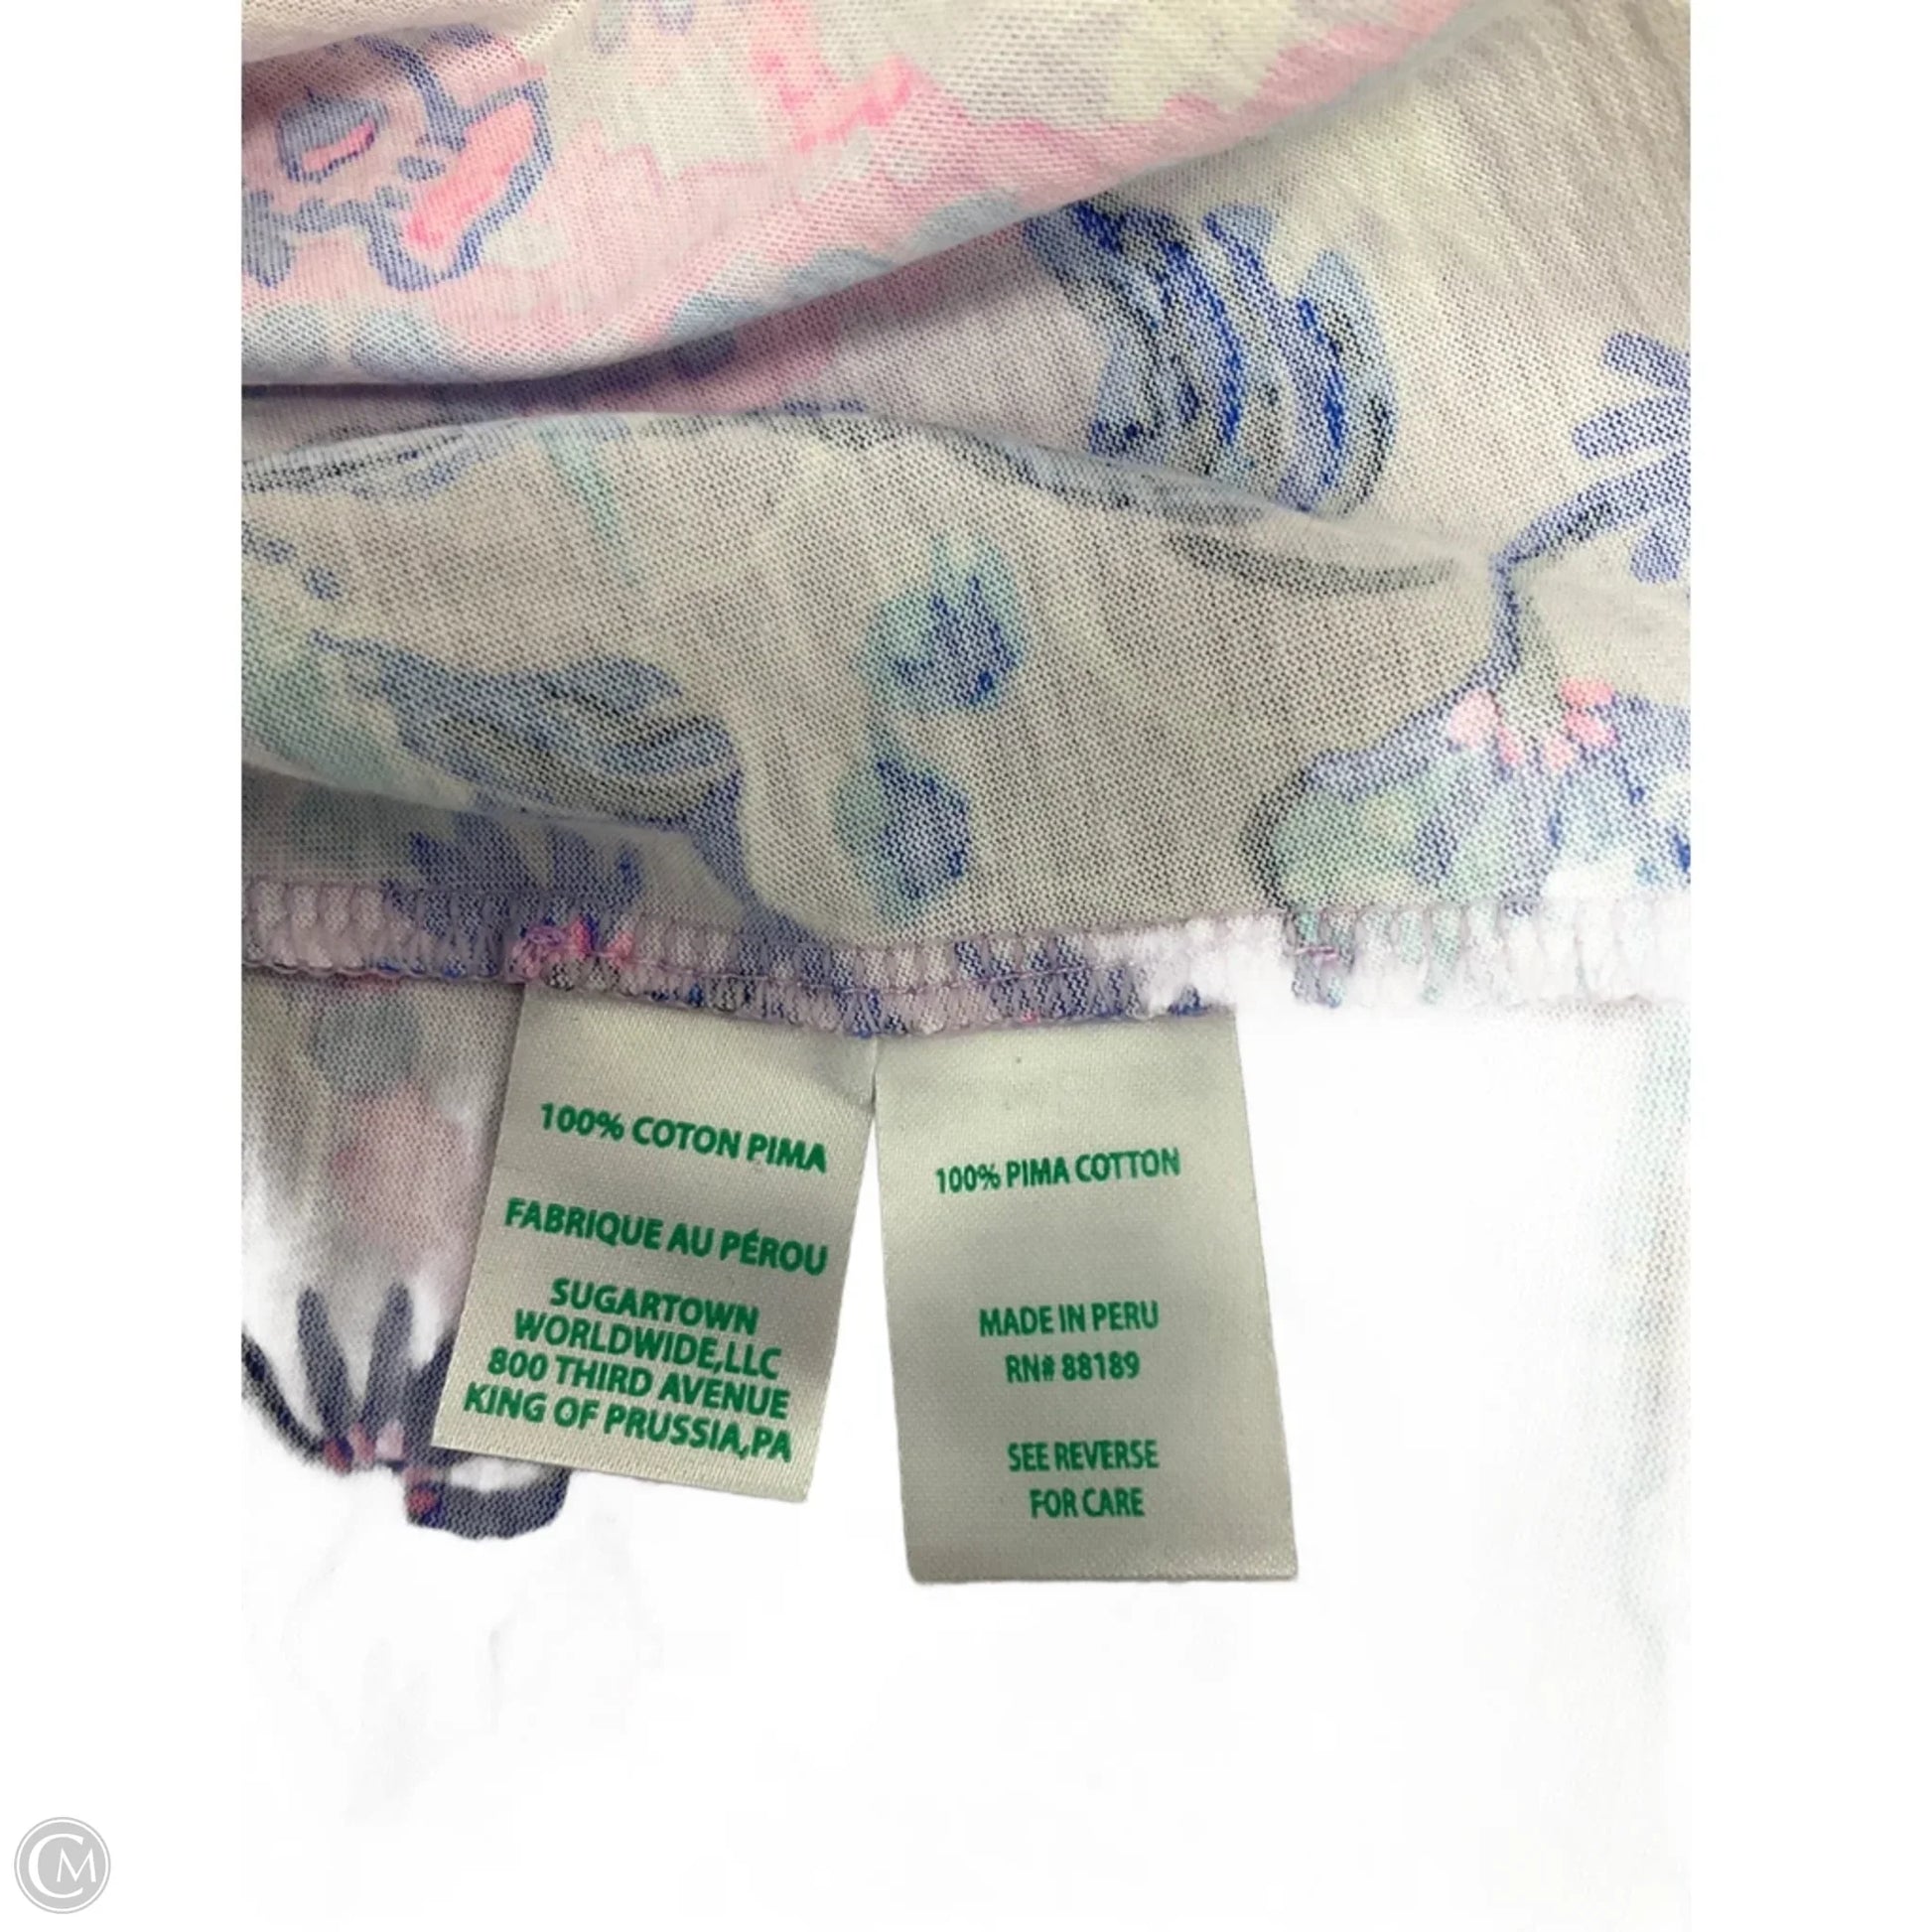 100% COTON PIMA
FABRIQUE AU PÉROU
SUGARTOWN
WORLDWIDE,LLC
800 THIRD AVENUE
KING OF PRUSSIA,PA
100% PIMA COTTON
MADE IN PERU
RN# 88189
SEE REVERSE
FOR CARE
CM